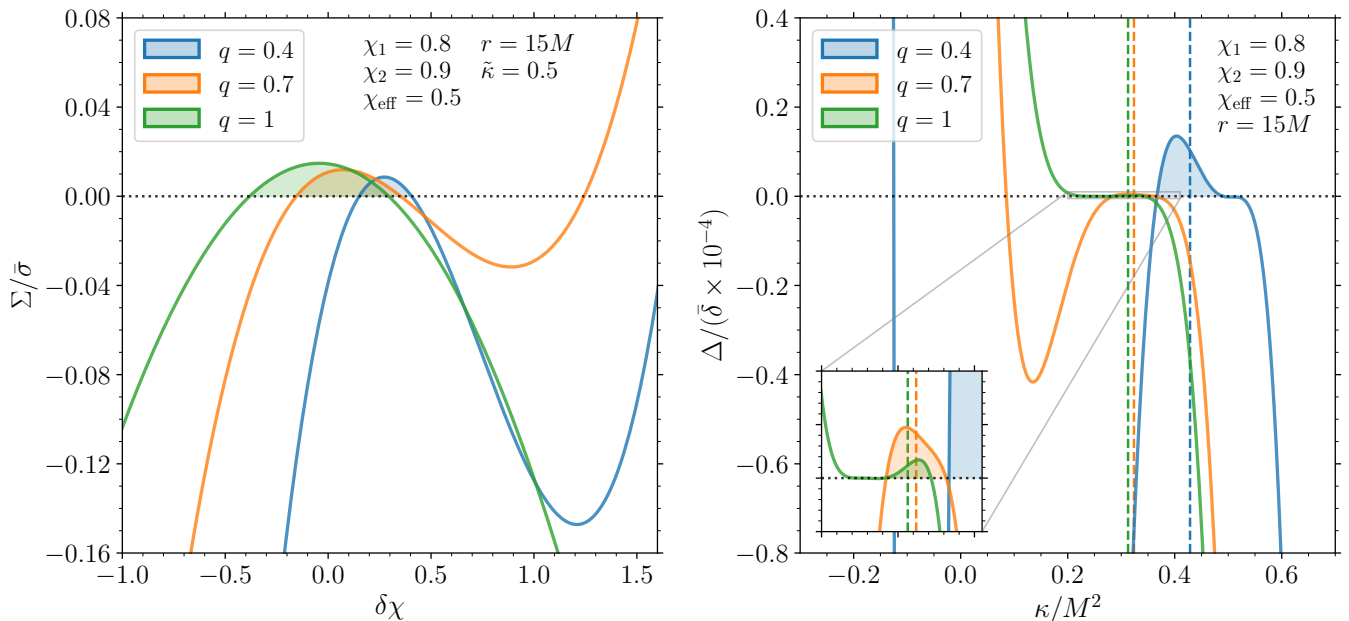 0.08
0.04
0.00
−0.04
−0.08
−0.12
−0.16
Σ/σ̄
q = 0.4
q = 0.7
q = 1
χ₁ = 0.8 r = 15M
χ₂ = 0.9 κ̃ = 0.5
χ_eff = 0.5
−1.0 −0.5 0.0 0.5 1.0 1.5
δχ
0.4
0.2
0.0
−0.2
−0.4
−0.6
−0.8
Δ/(δ̄ × 10⁻⁴)
q = 0.4
q = 0.7
q = 1
χ₁ = 0.8
χ₂ = 0.9
χ_eff = 0.5
r = 15M
−0.2 0.0 0.2 0.4 0.6
κ/M²